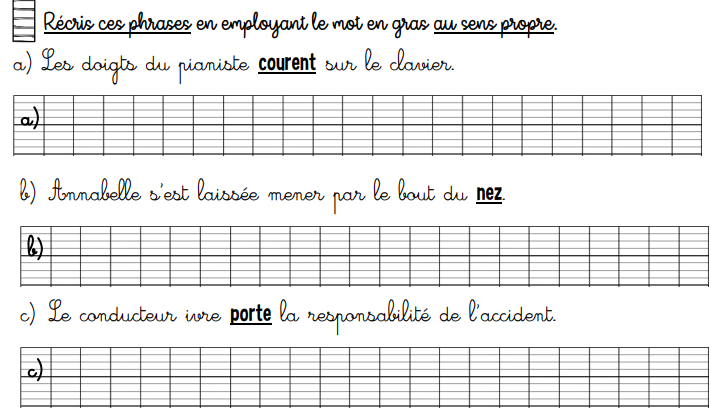 Récris ces phrases en employant le mot en gras au sens propre.
a) Les doigts du pianiste courent sur le clavier.
a)
b) Annabelle s'est laissée mener par le bout du nez.
b)
c) Le conducteur ivre porte la responsabilité de l'accident.
c)